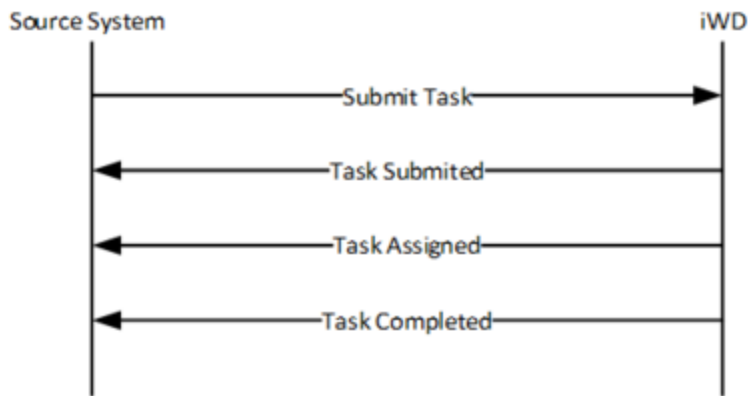 Source System
iWD
Submit Task
Task Submited
Task Assigned
Task Completed